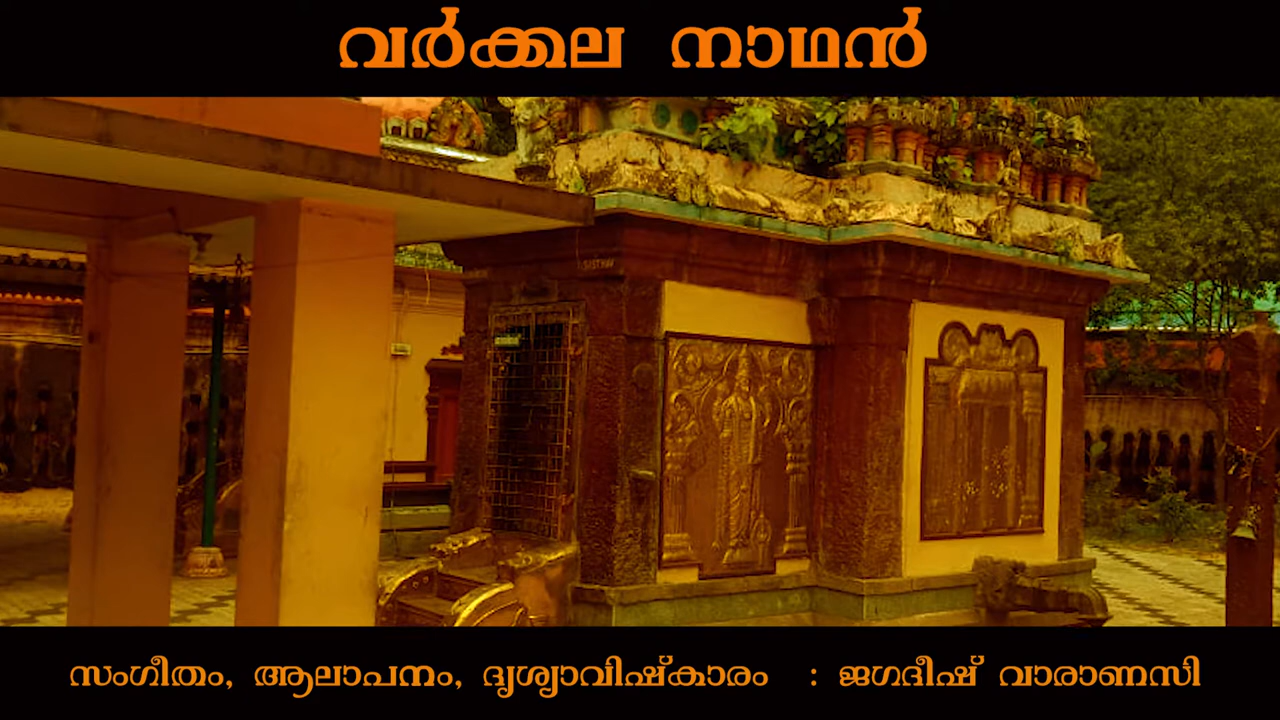 വർക്കല നാഥൻ
സംഗീതം, ആലാപനം, ദൃശ്യാവിഷ്കാരം : ജഗദീഷ് വാരാണസി